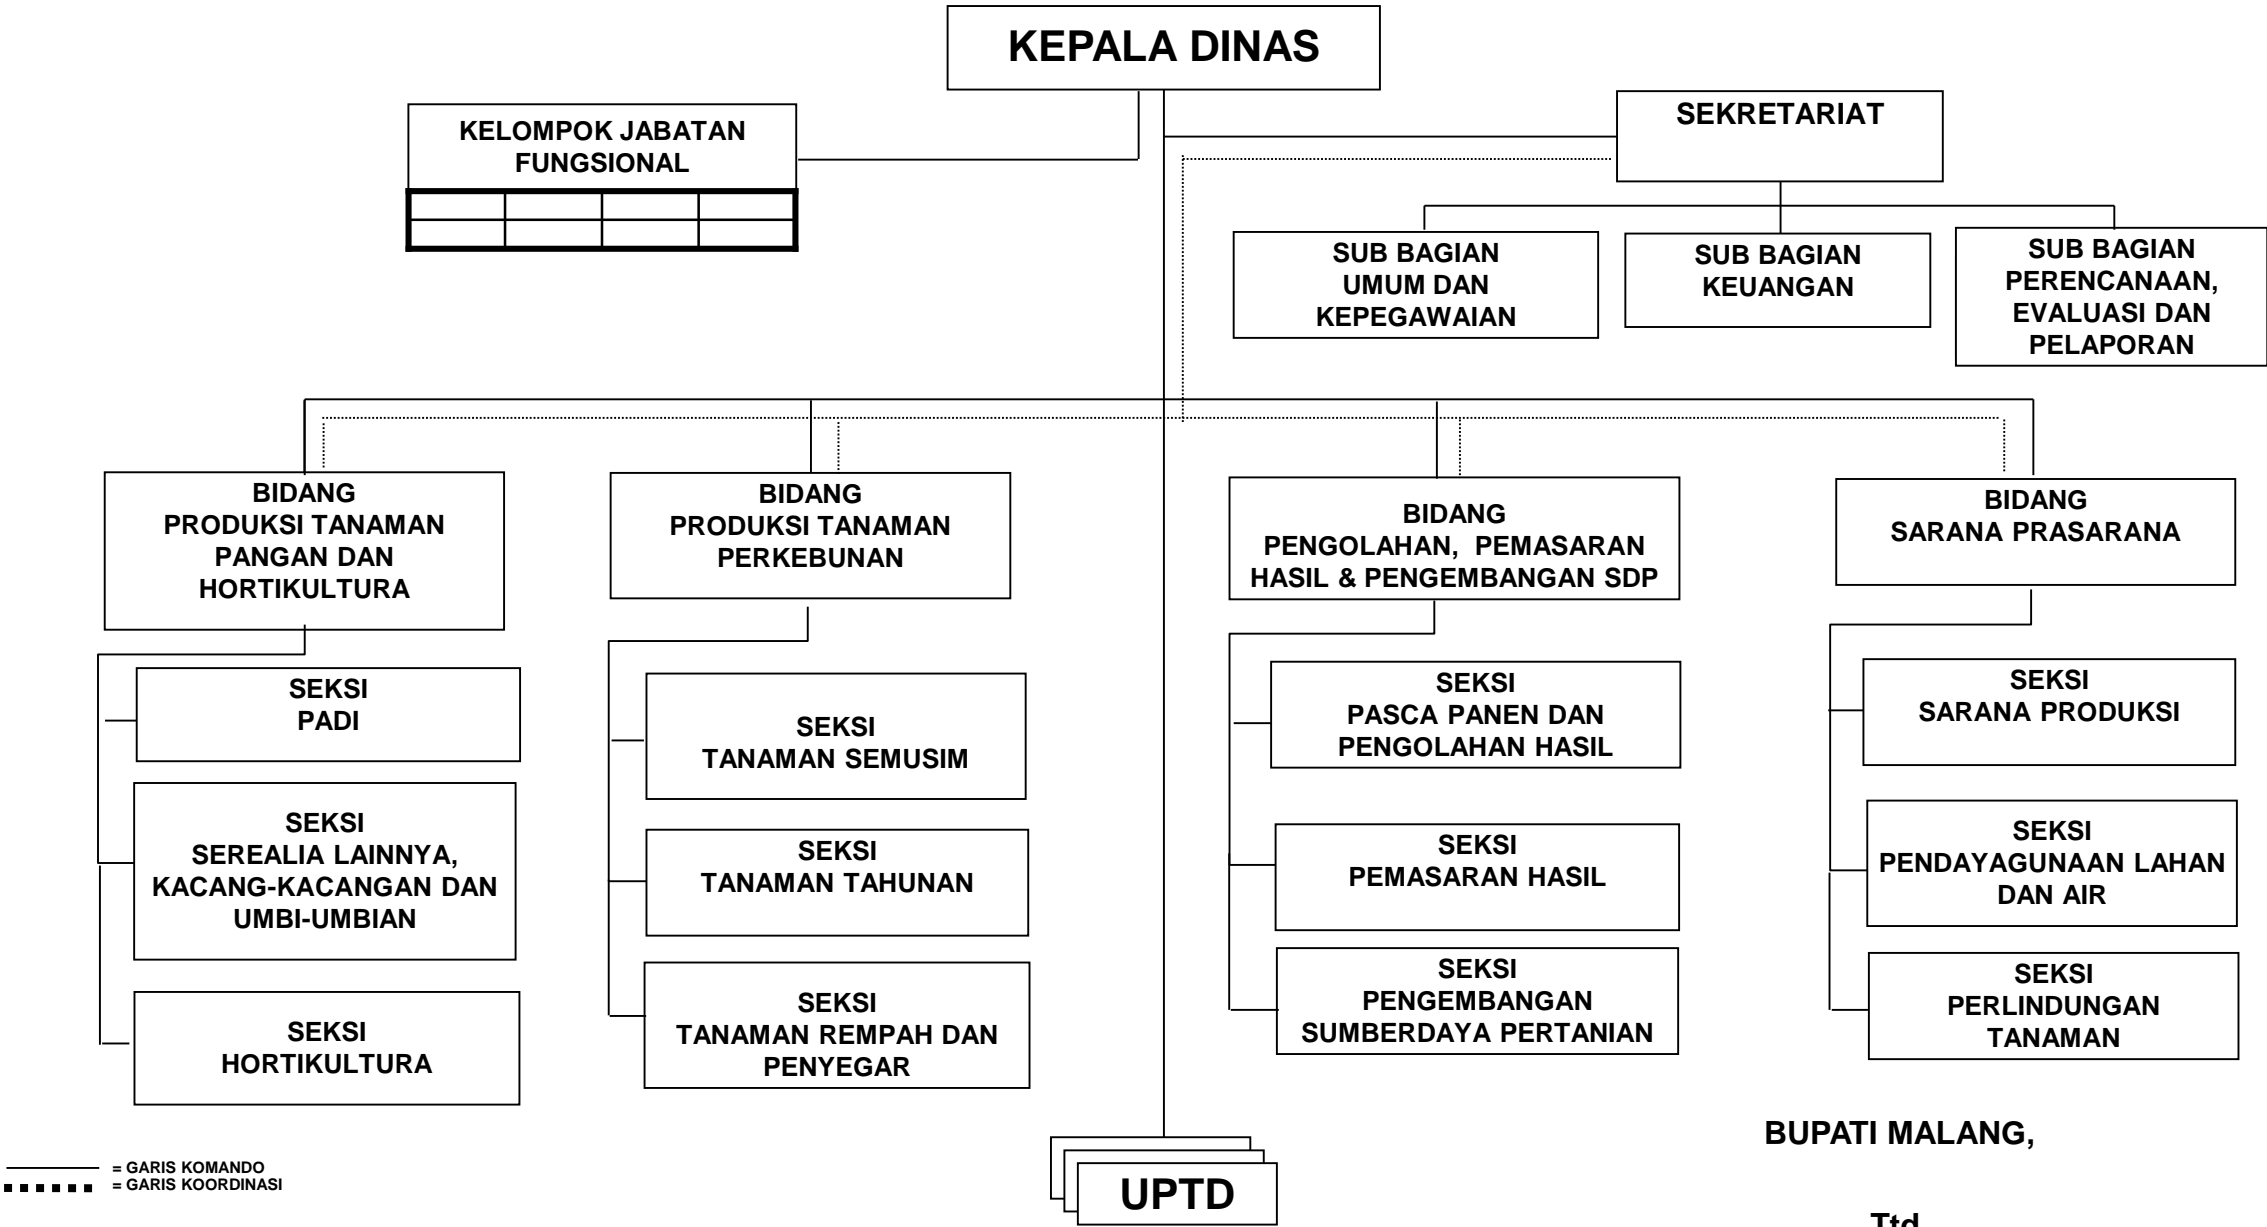 KEPALA DINAS
KELOMPOK JABATAN
FUNGSIONAL
SEKRETARIAT
SUB BAGIAN
UMUM DAN
KEPEGAWAIAN
SUB BAGIAN
KEUANGAN
SUB BAGIAN
PERENCANAAN,
EVALUASI DAN
PELAPORAN
BIDANG
PRODUKSI TANAMAN
PANGAN DAN
HORTIKULTURA
BIDANG
PRODUKSI TANAMAN
PERKEBUNAN
BIDANG
PENGOLAHAN, PEMASARAN
HASIL & PENGEMBANGAN SDP
BIDANG
SARANA PRASARANA
SEKSI
PADI
SEKSI
SEREALIA LAINNYA,
KACANG-KACANGAN DAN
UMBI-UMBIAN
SEKSI
HORTIKULTURA
SEKSI
TANAMAN SEMUSIM
SEKSI
TANAMAN TAHUNAN
SEKSI
TANAMAN REMPAH DAN
PENYEGAR
SEKSI
PASCA PANEN DAN
PENGOLAHAN HASIL
SEKSI
PEMASARAN HASIL
SEKSI
PENGEMBANGAN
SUMBERDAYA PERTANIAN
SEKSI
SARANA PRODUKSI
SEKSI
PENDAYAGUNAAN LAHAN
DAN AIR
SEKSI
PERLINDUNGAN
TANAMAN
= GARIS KOMANDO
= GARIS KOORDINASI
UPTD
BUPATI MALANG,
Ttd